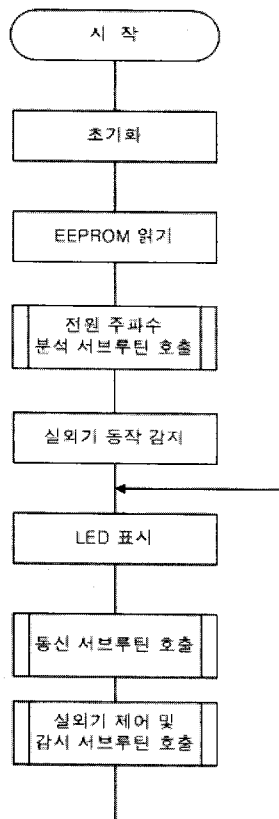 시 작
초기화
EEPROM 읽기
전원 주파수
분석 서브루틴 호출
실외기 동작 감지
LED 표시
통신 서브루틴 호출
실외기 제어 및
감시 서브루틴 호출